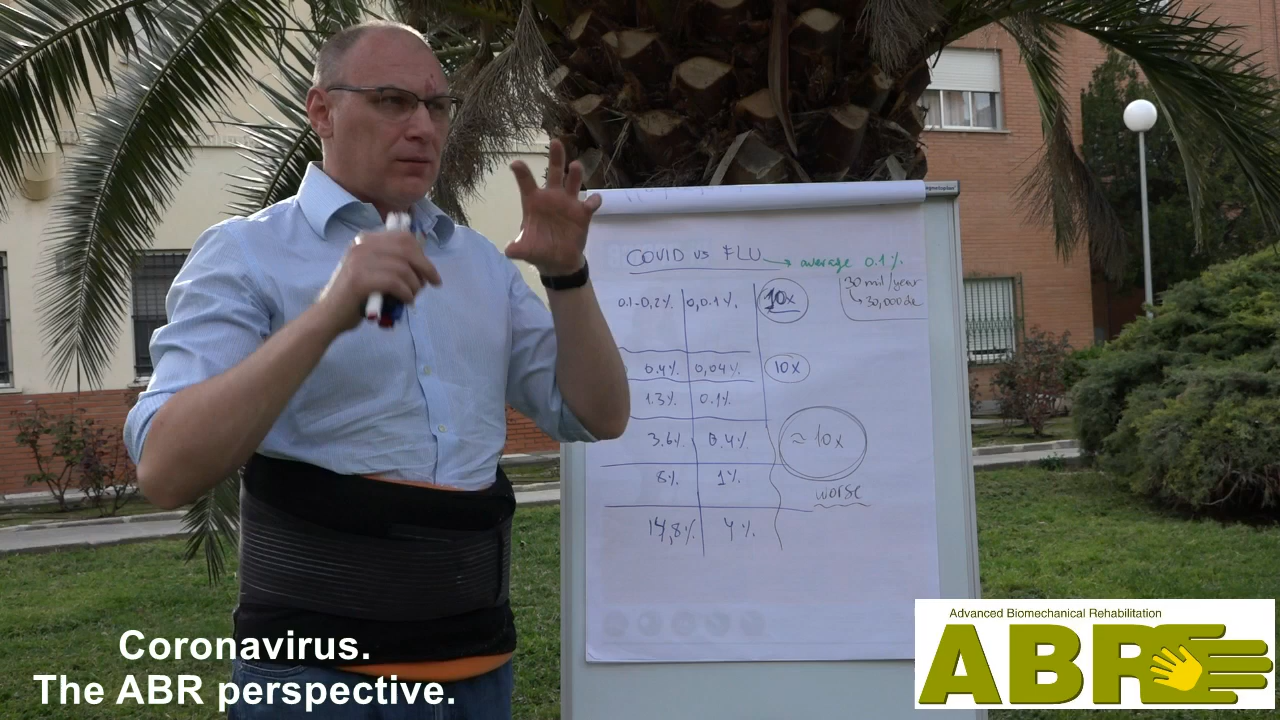 COVID VS FLU → average 0.1%
30 mil/year
0.1-0,2% 0,0.1% 10x
30,000
0.4% 0,04% 10x
1.3% 0.1%
3.6% 0.4% ≈ 10x
8% 1% worse
14,8% 4%
Coronavirus.
The ABR perspective.
Advanced Biomechanical Rehabilitation
ABR